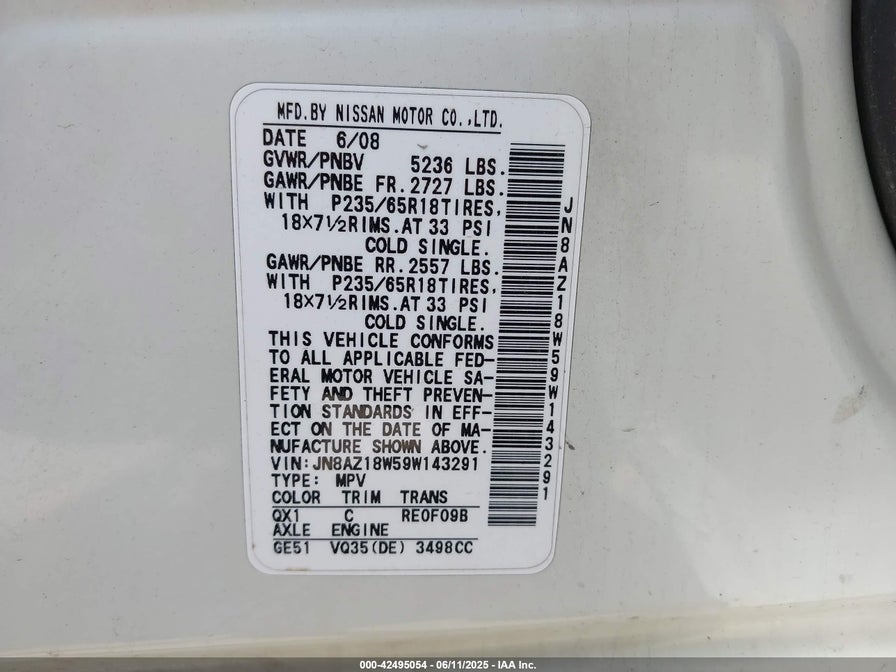 MFD.BY NISSAN MOTOR CO.,LTD.
DATE 6/08
GVWR/PNBV 5236 LBS.
GAWR/PNBE FR. 2727 LBS.
WITH P235/65R18TIRES,
18X7½RIMS.AT 33 PSI
COLD SINGLE.
GAWR/PNBE RR. 2557 LBS.
WITH P235/65R18TIRES,
18X7½RIMS.AT 33 PSI
COLD SINGLE.
THIS VEHICLE CONFORMS
TO ALL APPLICABLE FED-
ERAL MOTOR VEHICLE SA-
FETY AND THEFT PREVEN-
TION STANDARDS IN EFF-
ECT ON THE DATE OF MA-
NUFACTURE SHOWN ABOVE.
VIN:JN8AZ18W59W143291
TYPE: MPV
COLOR TRIM TRANS
QX1 C RE0F09B
AXLE ENGINE
GE51 VQ35(DE) 3498CC
JN8AZ18W59W143291
000-42495054 - 06/11/2025 - IAA Inc.